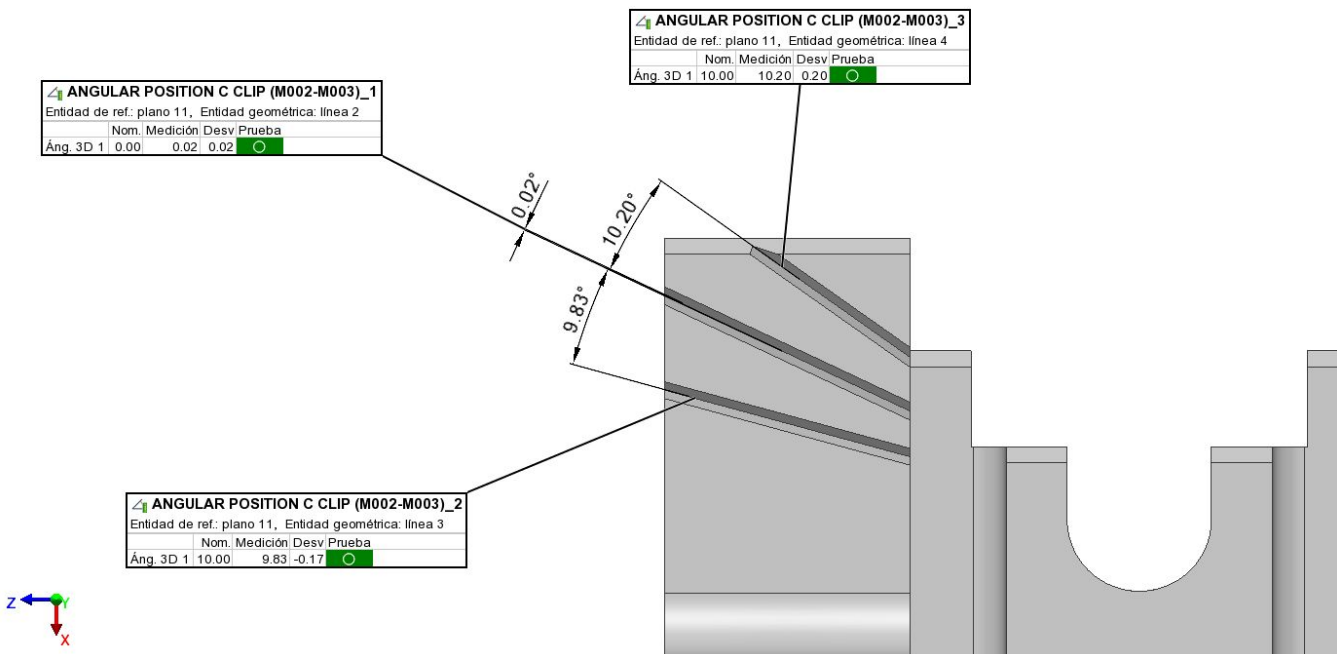 ANGULAR POSITION C CLIP (M002-M003)_3
Entidad de ref.: plano 11, Entidad geométrica: línea 4
Nom. Medición Desv Prueba
Áng. 3D 1 10.00 10.20 0.20
ANGULAR POSITION C CLIP (M002-M003)_1
Entidad de ref.: plano 11, Entidad geométrica: línea 2
Nom. Medición Desv Prueba
Áng. 3D 1 0.00 0.02 0.02
0.02°
10.20°
9.83°
ANGULAR POSITION C CLIP (M002-M003)_2
Entidad de ref.: plano 11, Entidad geométrica: línea 3
Nom. Medición Desv Prueba
Áng. 3D 1 10.00 9.83 -0.17
Z Y
X